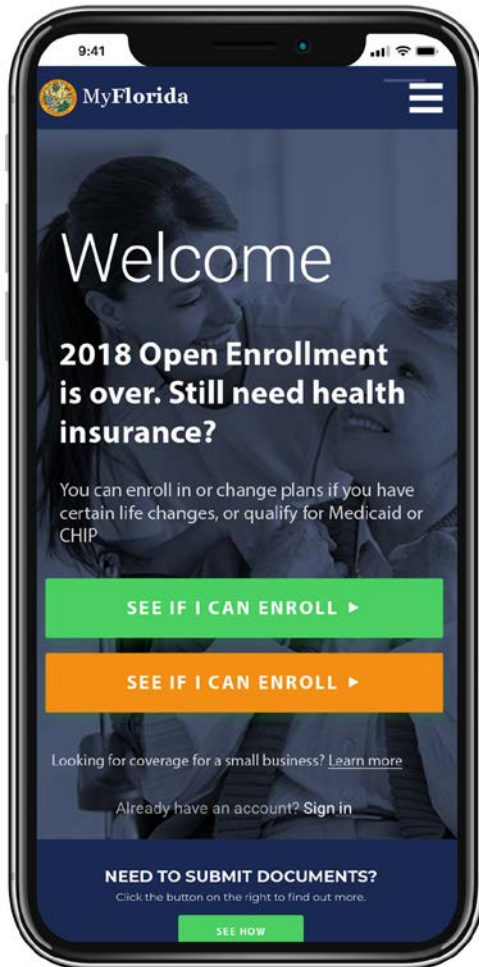 9:41
MyFlorida
Welcome
2018 Open Enrollment
is over. Still need health
insurance?
You can enroll in or change plans if you have
certain life changes, or qualify for Medicaid or
CHIP
SEE IF I CAN ENROLL ▸
SEE IF I CAN ENROLL ▸
Looking for coverage for a small business? Learn more
Already have an account? Sign in
NEED TO SUBMIT DOCUMENTS?
Click the button on the right to find out more.
SEE HOW